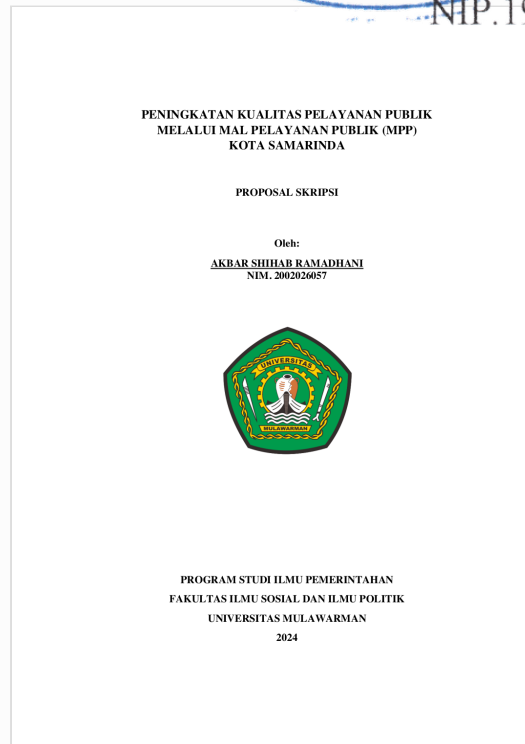 NIP.19
PENINGKATAN KUALITAS PELAYANAN PUBLIK
MELALUI MAL PELAYANAN PUBLIK (MPP)
KOTA SAMARINDA
PROPOSAL SKRIPSI
Oleh:
AKBAR SHIHAB RAMADHANI
NIM. 2002026057
UNIVERSITAS
MULAWARMAN
PROGRAM STUDI ILMU PEMERINTAHAN
FAKULTAS ILMU SOSIAL DAN ILMU POLITIK
UNIVERSITAS MULAWARMAN
2024